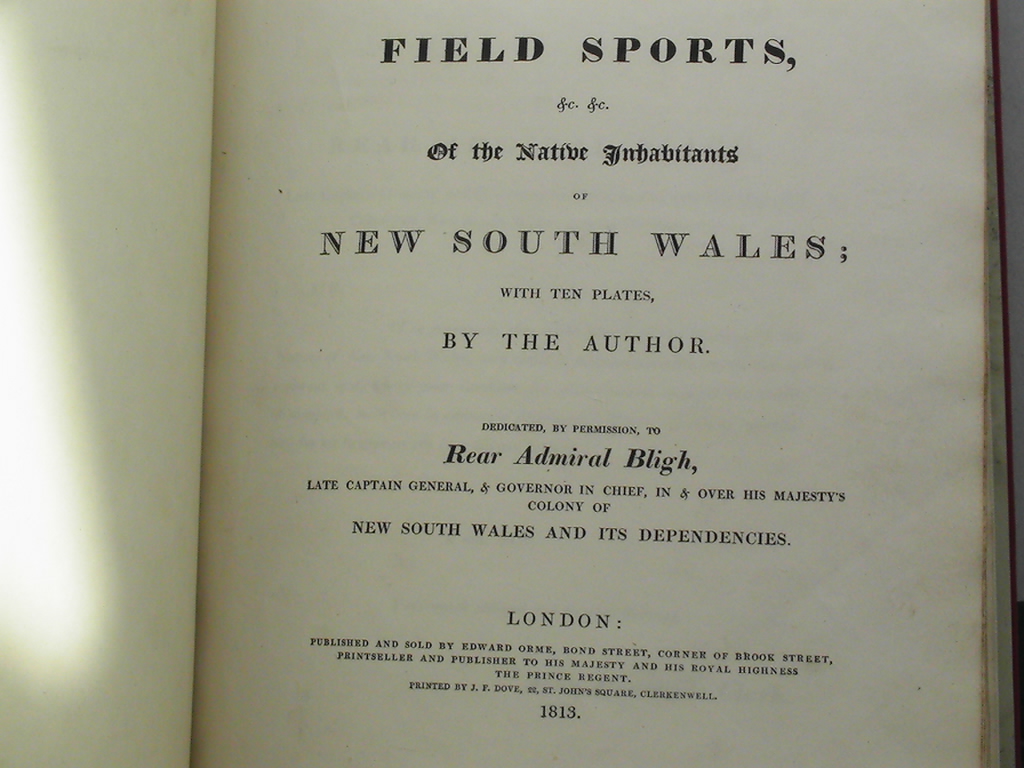 FIELD SPORTS,
&c. &c.
Of the Native Inhabitants
OF
NEW SOUTH WALES;
WITH TEN PLATES,
BY THE AUTHOR.
DEDICATED, BY PERMISSION, TO
Rear Admiral Bligh,
LATE CAPTAIN GENERAL, & GOVERNOR IN CHIEF, IN & OVER HIS MAJESTY'S
COLONY OF
NEW SOUTH WALES AND ITS DEPENDENCIES.
LONDON:
PUBLISHED AND SOLD BY EDWARD ORME, BOND STREET, CORNER OF BROOK STREET,
PRINTSELLER AND PUBLISHER TO HIS MAJESTY AND HIS ROYAL HIGHNESS
THE PRINCE REGENT.
PRINTED BY J. F. DOVE, 22, ST. JOHN'S SQUARE, CLERKENWELL.
1813.